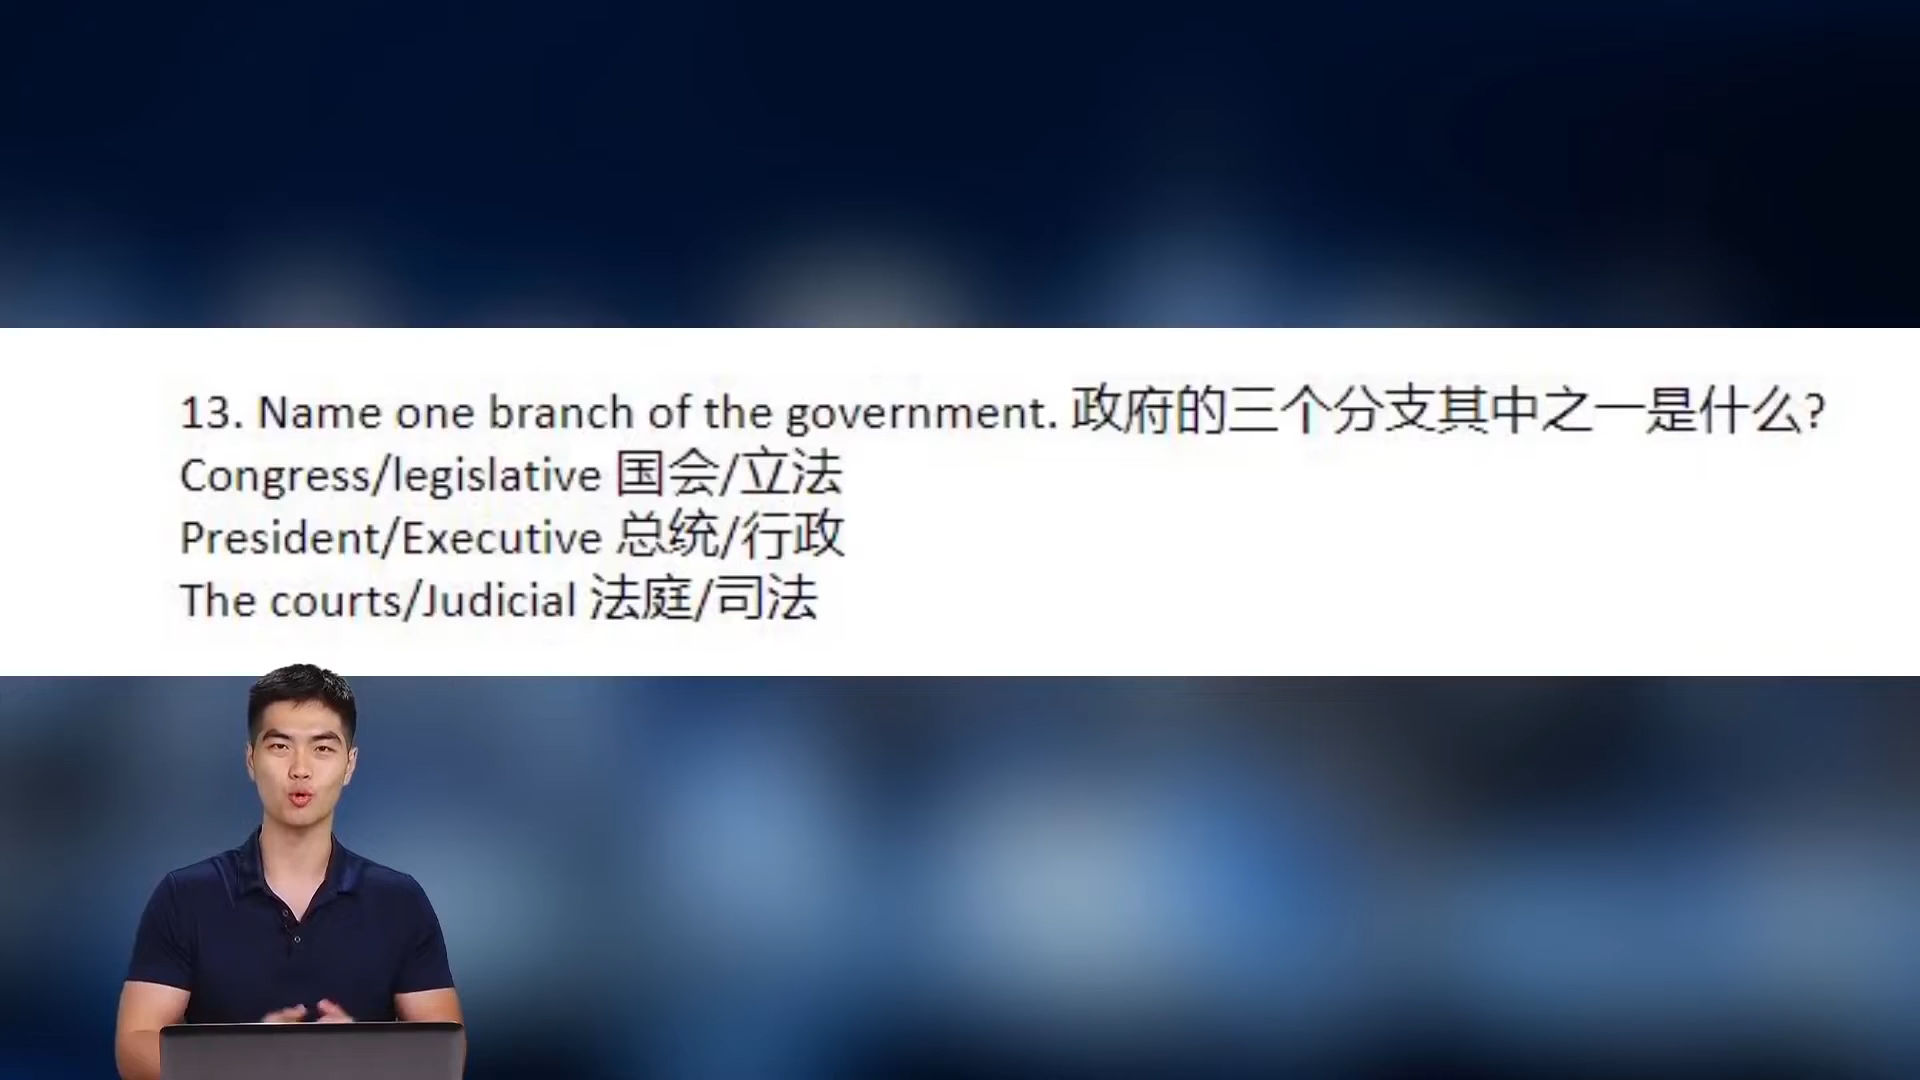 13. Name one branch of the government. 政府的三个分支其中之一是什么?
Congress/legislative 国会/立法
President/Executive 总统/行政
The courts/Judicial 法庭/司法